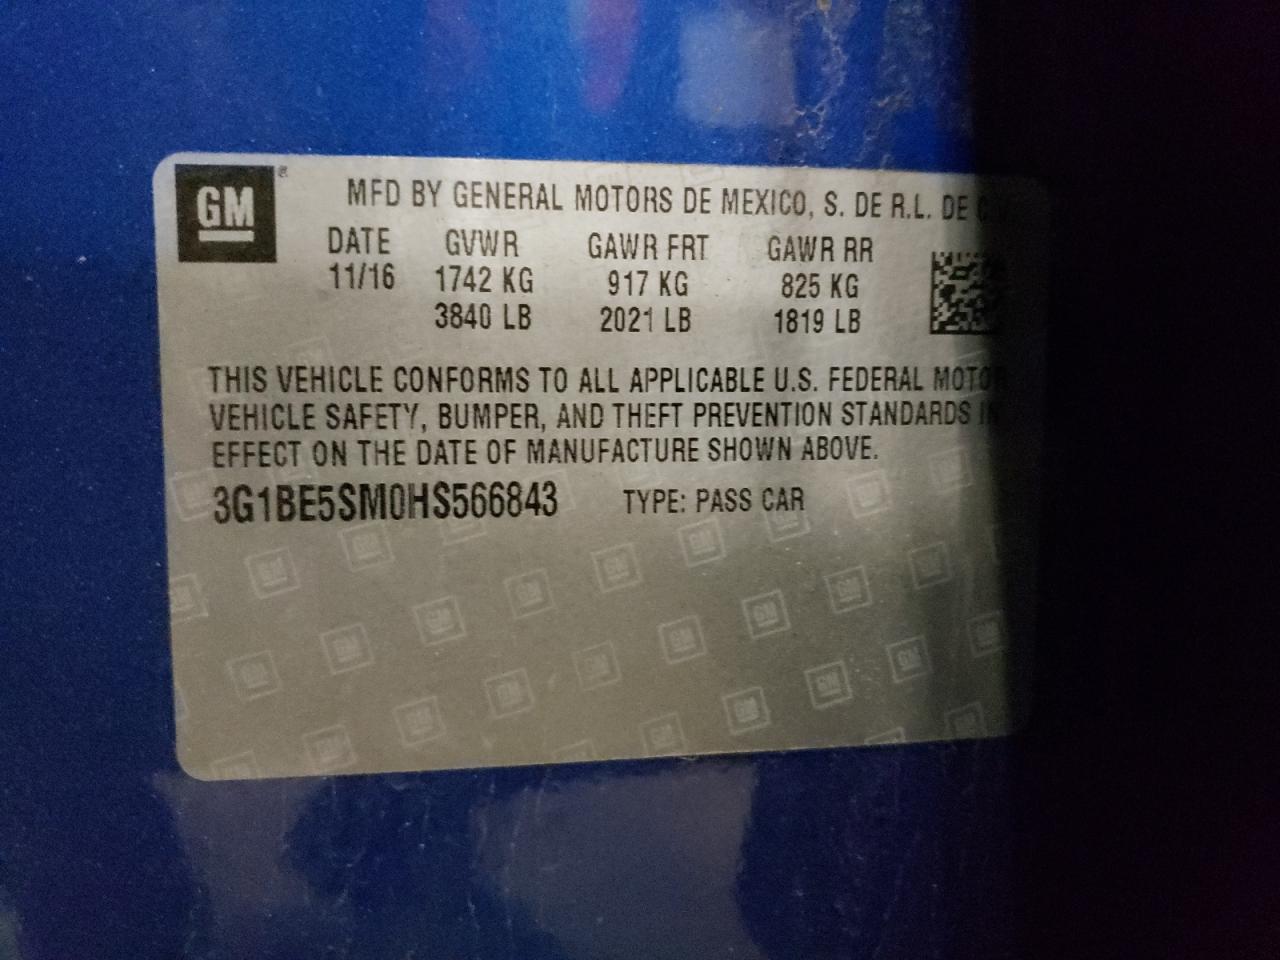 GM
MFD BY GENERAL MOTORS DE MEXICO, S. DE R.L. DE C.V.
DATE GVWR GAWR FRT GAWR RR
11/16 1742 KG 917 KG 825 KG
3840 LB 2021 LB 1819 LB
THIS VEHICLE CONFORMS TO ALL APPLICABLE U.S. FEDERAL MOTOR
VEHICLE SAFETY, BUMPER, AND THEFT PREVENTION STANDARDS IN
EFFECT ON THE DATE OF MANUFACTURE SHOWN ABOVE.
3G1BE5SM0HS566843 TYPE: PASS CAR